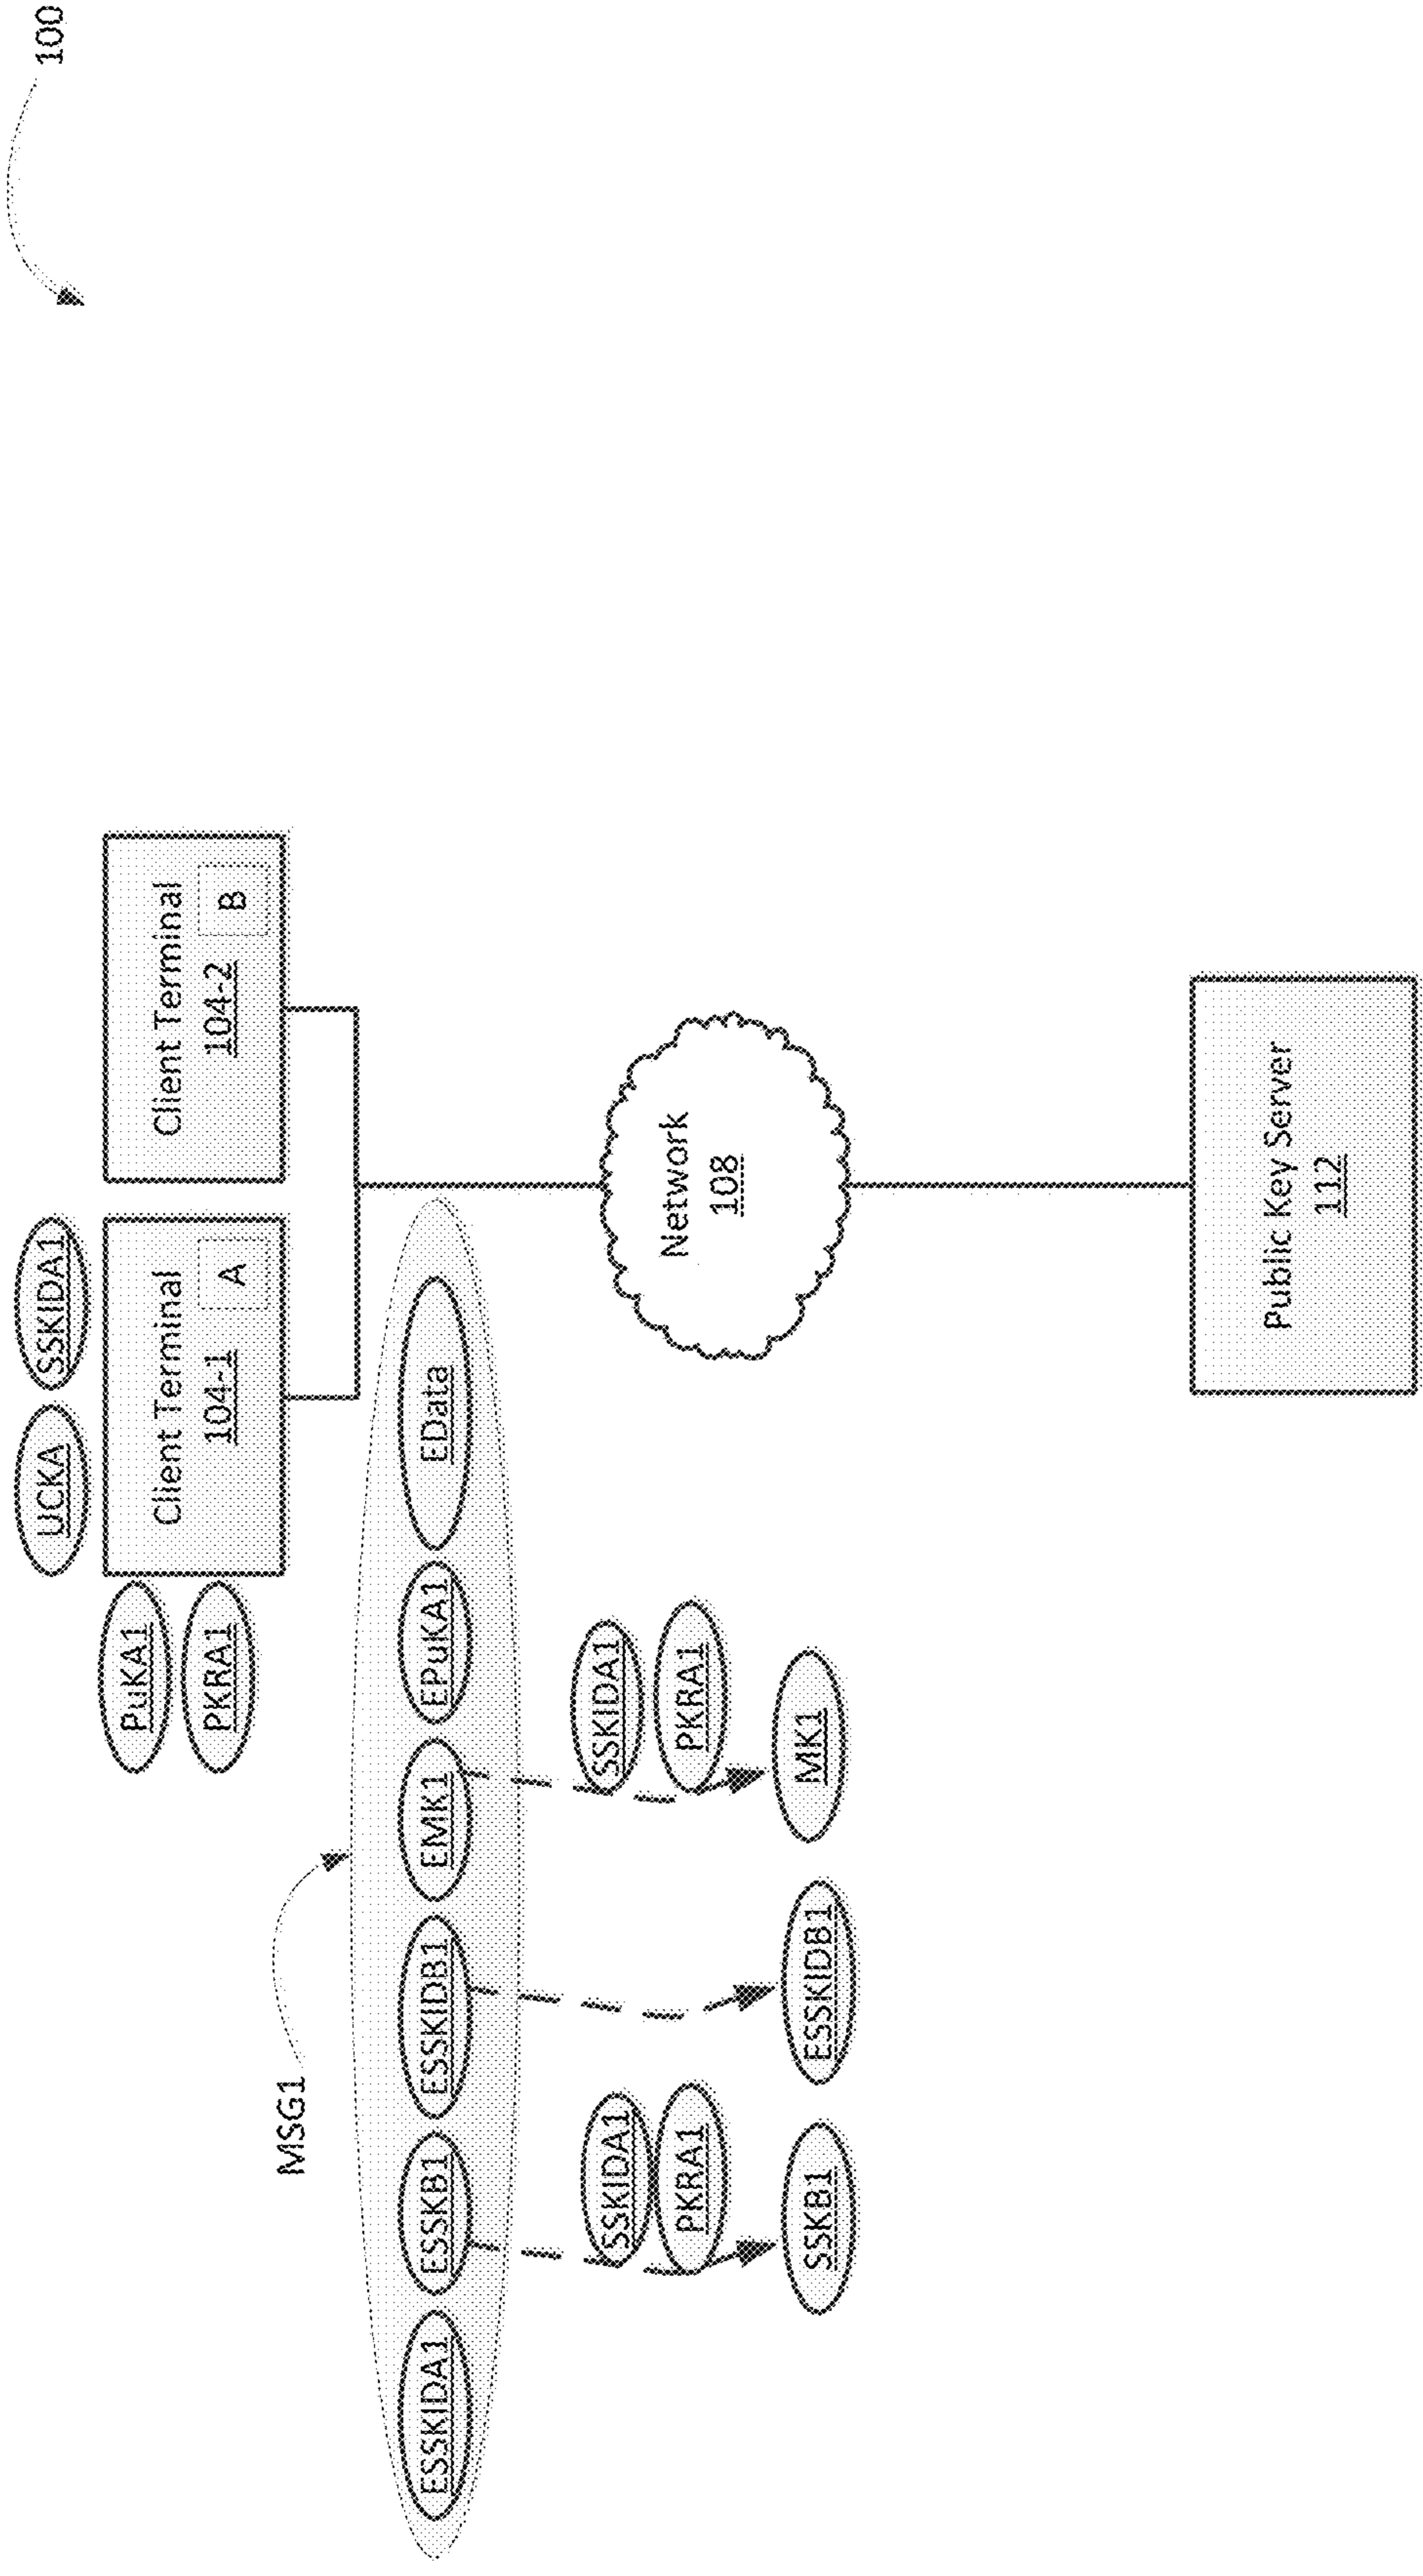 100
UCKA
SSKIDA1
PuKA1
PKRA1
Client Terminal
104-1
A
Client Terminal
104-2
B
MSG1
ESSKIDA1
ESSKB1
ESSKIDB1
EMK1
EPuKA1
EData
SSKIDA1
PKRA1
SSKIDA1
PKRA1
SSKB1
ESSKIDB1
MK1
Network
108
Public Key Server
112